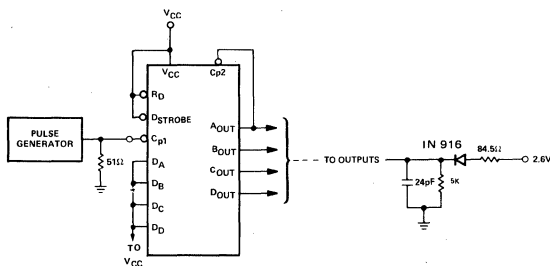 VCC
VCC
Cp2
RD
DSTROBE
PULSE GENERATOR
Cp1
51Ω
DA
DB
DC
DD
TO VCC
AOUT
BOUT
COUT
DOUT
TO OUTPUTS
IN 916
84.5Ω
2.6V
24pF
5K